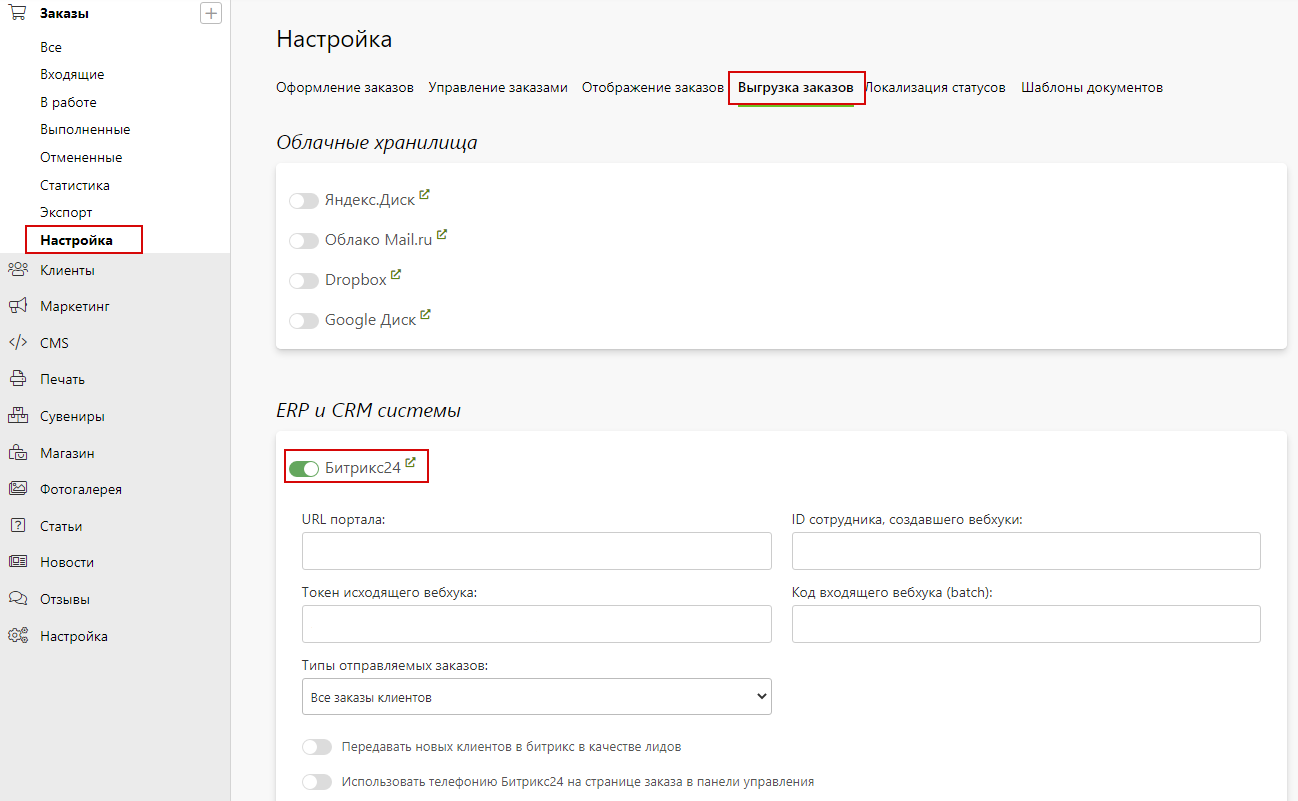 Заказы
Все
Входящие
В работе
Выполненные
Отмененные
Статистика
Экспорт
Настройка
Клиенты
Маркетинг
CMS
Печать
Сувениры
Магазин
Фотогалерея
Статьи
Новости
Отзывы
Настройка
Настройка
Оформление заказов Управление заказами Отображение заказов Выгрузка заказов Локализация статусов Шаблоны документов
Облачные хранилища
Яндекс.Диск
Облако Mail.ru
Dropbox
Google Диск
ERP и CRM системы
Битрикс24
URL портала: ID сотрудника, создавшего вебхуки:
Токен исходящего вебхука: Код входящего вебхука (batch):
Типы отправляемых заказов:
Все заказы клиентов
Передавать новых клиентов в битрикс в качестве лидов
Использовать телефонию Битрикс24 на странице заказа в панели управления